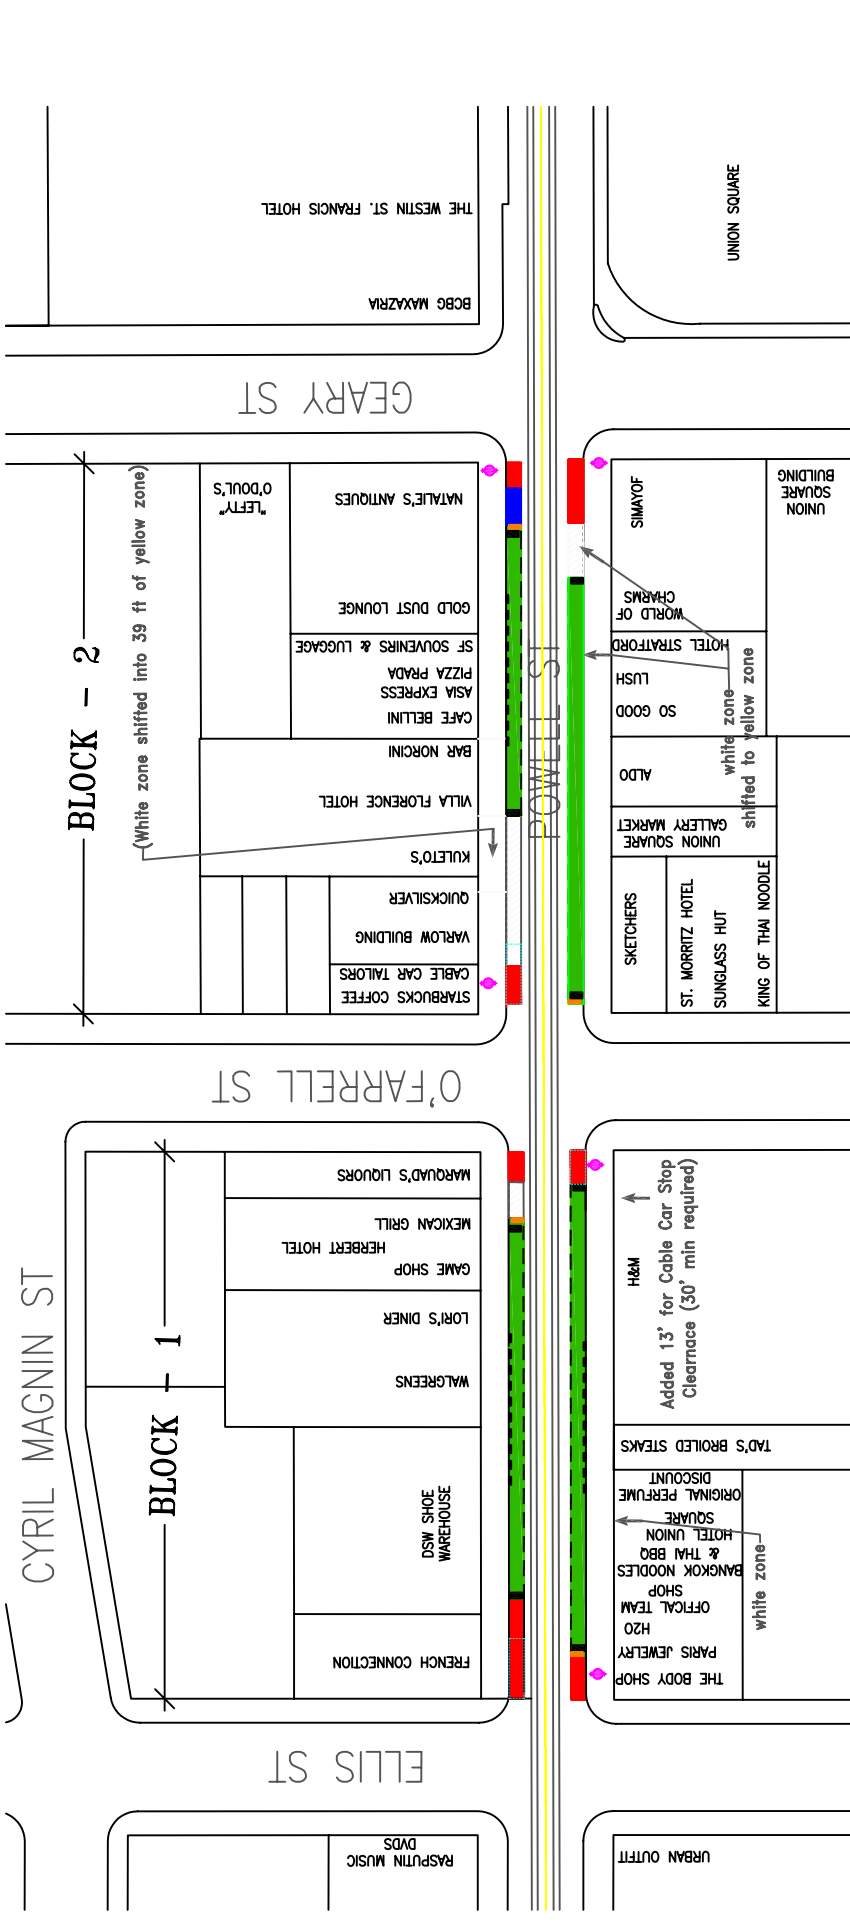 THE WESTIN ST. FRANCIS HOTEL
BCBG MAXAZRIA
UNION SQUARE
GEARY ST
BLOCK - 2
(White zone shifted into 39 ft of yellow zone)
"LEFTY"
O'DOUL'S
NATALIE'S ANTIQUES
GOLD DUST LOUNGE
SF SOUVENIRS & LUGGAGE
PIZZA PRADA
ASIA EXPRESS
CAFE BELLINI
BAR NORCINI
VILLA FLORENCE HOTEL
KULETO'S
QUICKSILVER
VARLOW BUILDING
CABLE CAR TAILORS
STARBUCKS COFFEE
POWELL ST
SIMAYOF
UNION
SQUARE
BUILDING
WORLD OF
CHARMS
HOTEL STRATFORD
LUSH
SO GOOD
white zone
shifted to yellow zone
ALDO
UNION SQUARE
GALLERY MARKET
SKETCHERS
ST. MORRITZ HOTEL
SUNGLASS HUT
KING OF THAI NOODLE
O'FARRELL ST
CYRIL MAGNIN ST
BLOCK - 1
MARQUAD'S LIQUORS
MEXICAN GRILL
HERBERT HOTEL
GAME SHOP
LORI'S DINER
WALGREENS
DSW SHOE
WAREHOUSE
FRENCH CONNECTION
H&M
Added 13' for Cable Car Stop
Clearnace (30' min required)
TAD'S BROILED STEAKS
ORIGINAL PERFUME
DISCOUNT
HOTEL UNION
SQUARE
BANGKOK NOODLES
& THAI BBQ
OFFICAL TEAM
SHOP
H2O
PARIS JEWELRY
THE BODY SHOP
white zone
ELLIS ST
RASPUTIN MUSIC
DVDS
URBAN OUTFIT